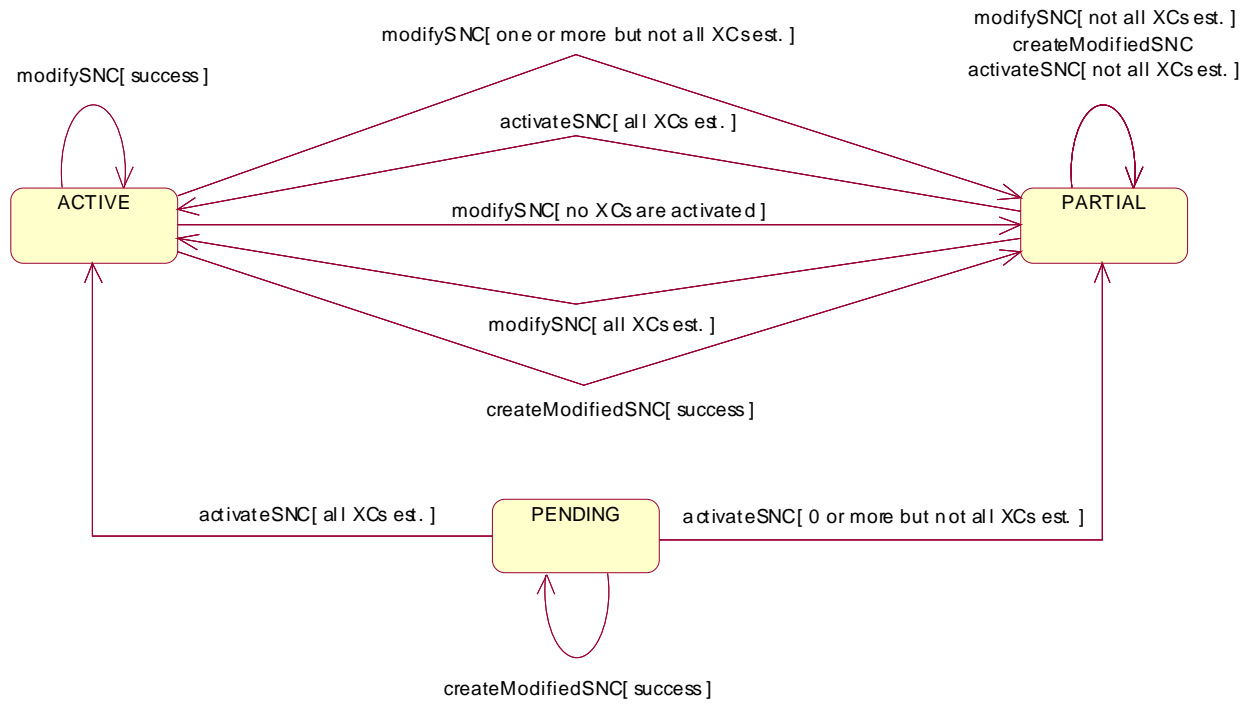 modifySNC[ not all XCs est. ]
createModifiedSNC
activateSNC[ not all XCs est. ]
modifySNC[ one or more but not all XCs est. ]
modifySNC[ success ]
activateSNC[ all XCs est. ]
ACTIVE
PARTIAL
modifySNC[ no XCs are activated ]
modifySNC[ all XCs est. ]
createModifiedSNC[ success ]
activateSNC[ all XCs est. ]
PENDING
activateSNC[ 0 or more but not all XCs est. ]
createModifiedSNC[ success ]